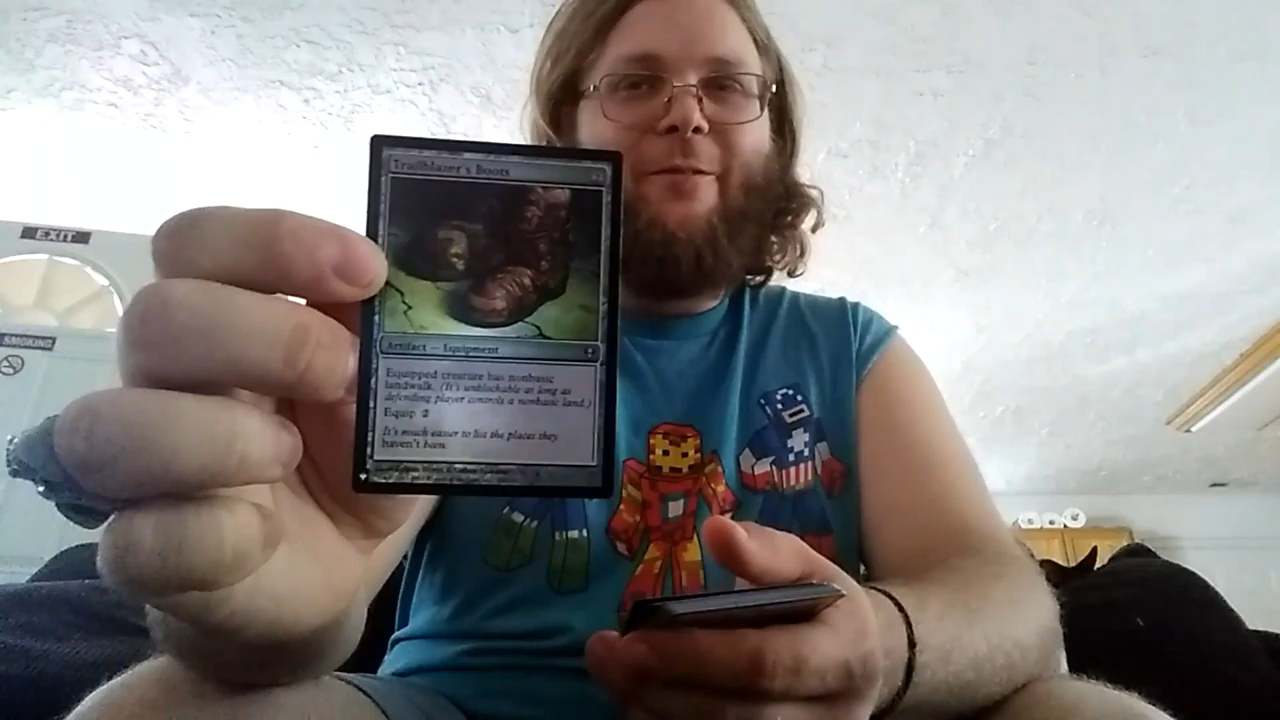 EXIT
SMOKING
Trailblazer's Boots
Artifact — Equipment
Equipped creature has nonbasic
landwalk. (It's unblockable as long as
defending player controls a nonbasic land.)
Equip 2
It's much easier to list the places they
haven't been.